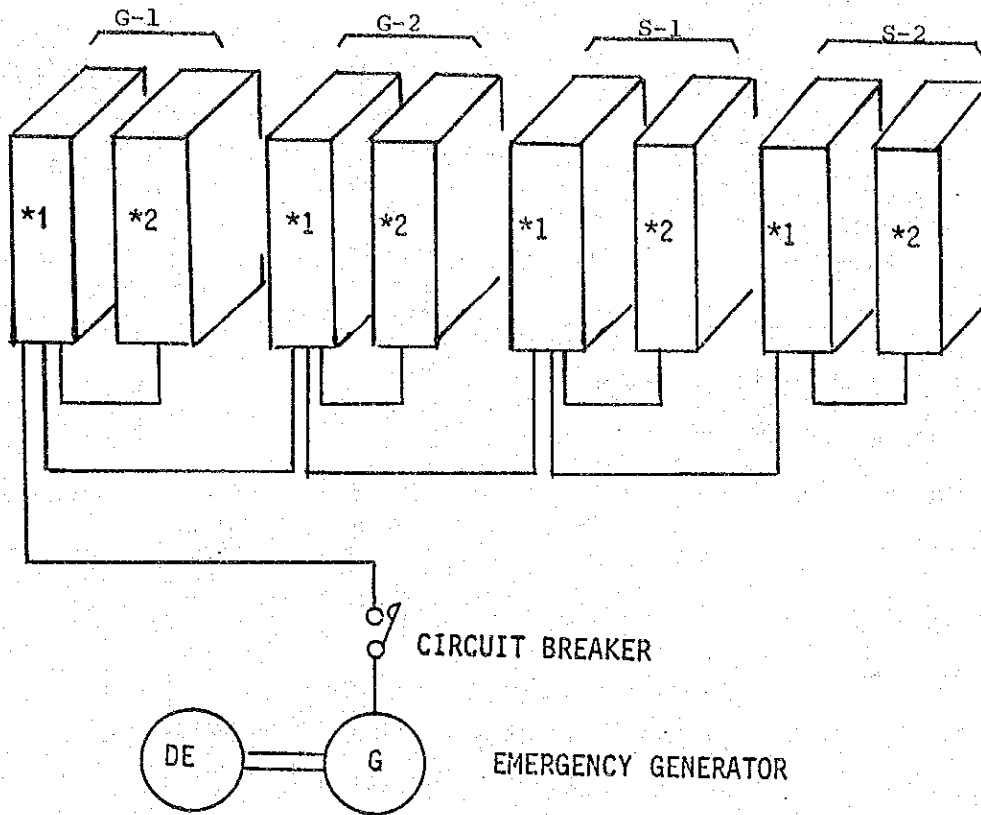 G-1
G-2
S-1
S-2
*1
*2
*1
*2
*1
*2
*1
*2
CIRCUIT BREAKER
DE
G
EMERGENCY GENERATOR